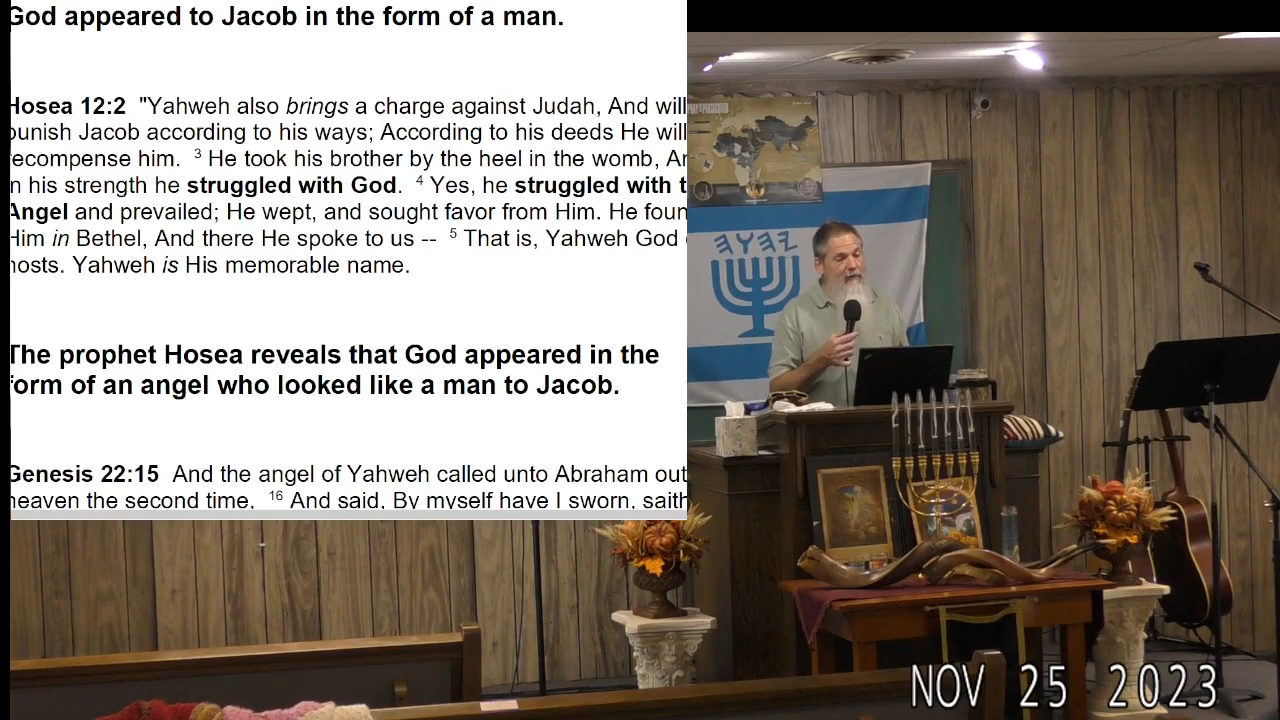 God appeared to Jacob in the form of a man.
Hosea 12:2 "Yahweh also brings a charge against Judah, And will
punish Jacob according to his ways; According to his deeds He will
recompense him. 3 He took his brother by the heel in the womb, An
in his strength he struggled with God. 4 Yes, he struggled with t
Angel and prevailed; He wept, and sought favor from Him. He foun
Him in Bethel, And there He spoke to us -- 5 That is, Yahweh God
hosts. Yahweh is His memorable name.
The prophet Hosea reveals that God appeared in the
form of an angel who looked like a man to Jacob.
Genesis 22:15 And the angel of Yahweh called unto Abraham out
heaven the second time, 16 And said, By myself have I sworn, saith
𐤉𐤄𐤅𐤄
NOV 25 2023